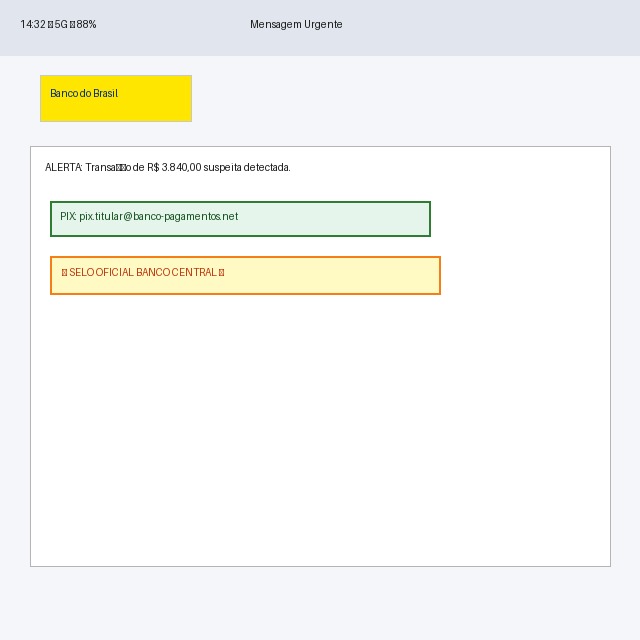 14:32 5G 88%
Mensagem Urgente
Banco do Brasil
ALERTA: de R$ 3.840,00 suspeita detectada.
PIX: pix.titular@banco-pagamentos.net
SELO OFICIAL BANCO CENTRAL